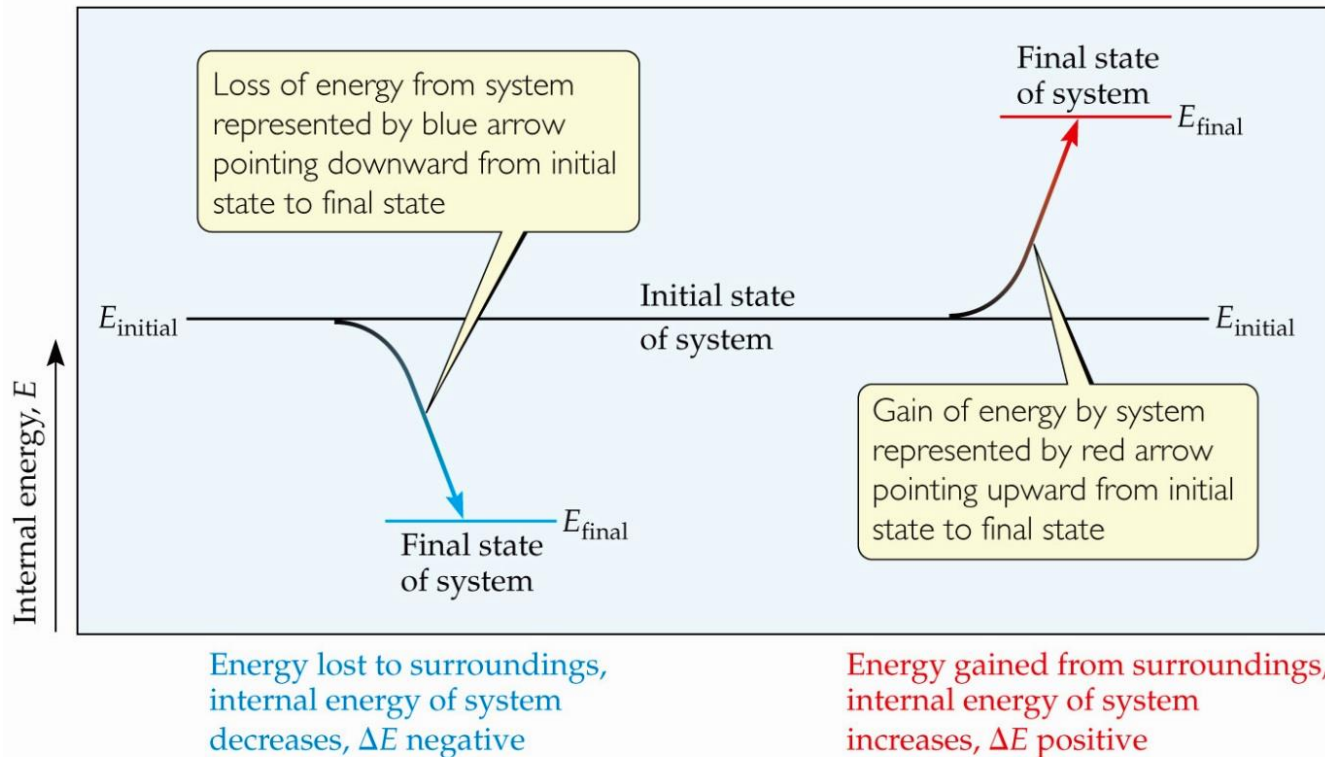 Loss of energy from system
represented by blue arrow
pointing downward from initial
state to final state
Final state
of system
E_final
E_initial
Initial state
of system
E_initial
Internal energy, E
Gain of energy by system
represented by red arrow
pointing upward from initial
state to final state
E_final
Final state
of system
Energy lost to surroundings,
internal energy of system
decreases, ΔE negative
Energy gained from surroundings,
internal energy of system
increases, ΔE positive